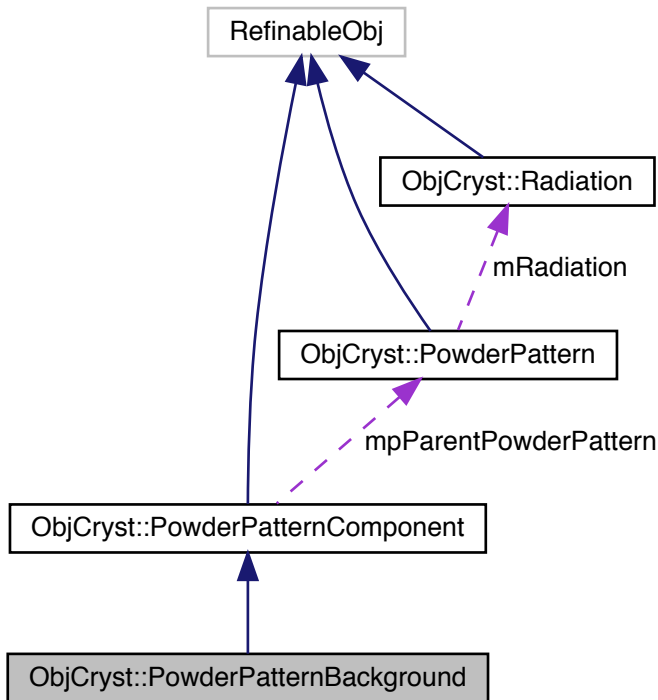 RefinableObj
ObjCryst::Radiation
mRadiation
ObjCryst::PowderPattern
mpParentPowderPattern
ObjCryst::PowderPatternComponent
ObjCryst::PowderPatternBackground